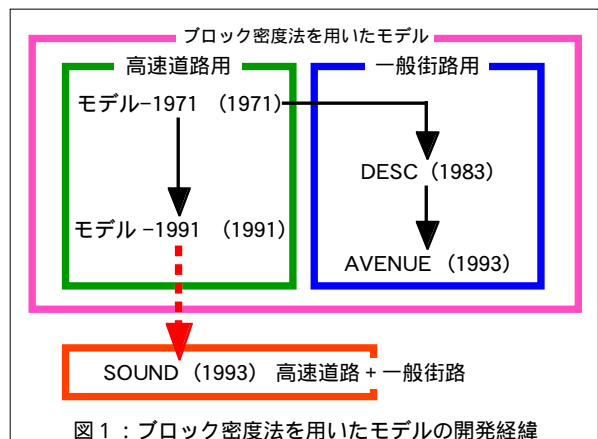 ブロック密度法を用いたモデル
高速道路用
一般街路用
モデル-1971 (1971)
DESC (1983)
モデル -1991 (1991)
AVENUE (1993)
SOUND (1993) 高速道路 + 一般街路
図1:ブロック密度法を用いたモデルの開発経緯